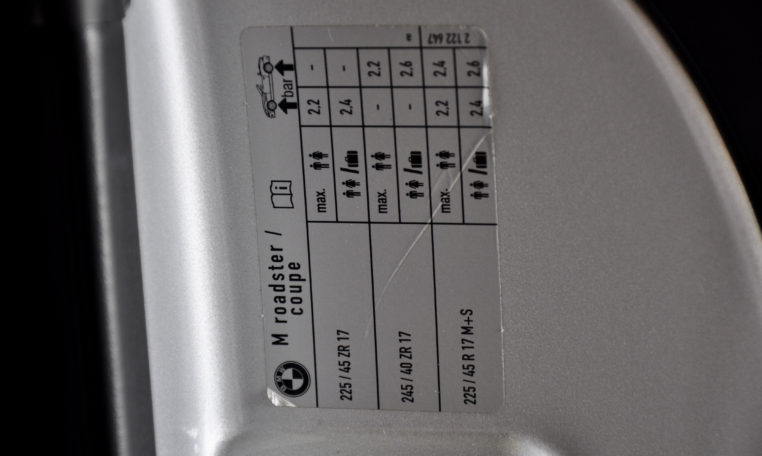 BMW
M roadster /
coupe
i
bar
225 / 45 ZR 17 max. 2.2 -
/ 2.4 -
245 / 40 ZR 17 max. - 2.2
/ - 2.6
225 / 45 R 17 M+S max. 2.2 2.4
/ 2.4 2.6
2 122 647